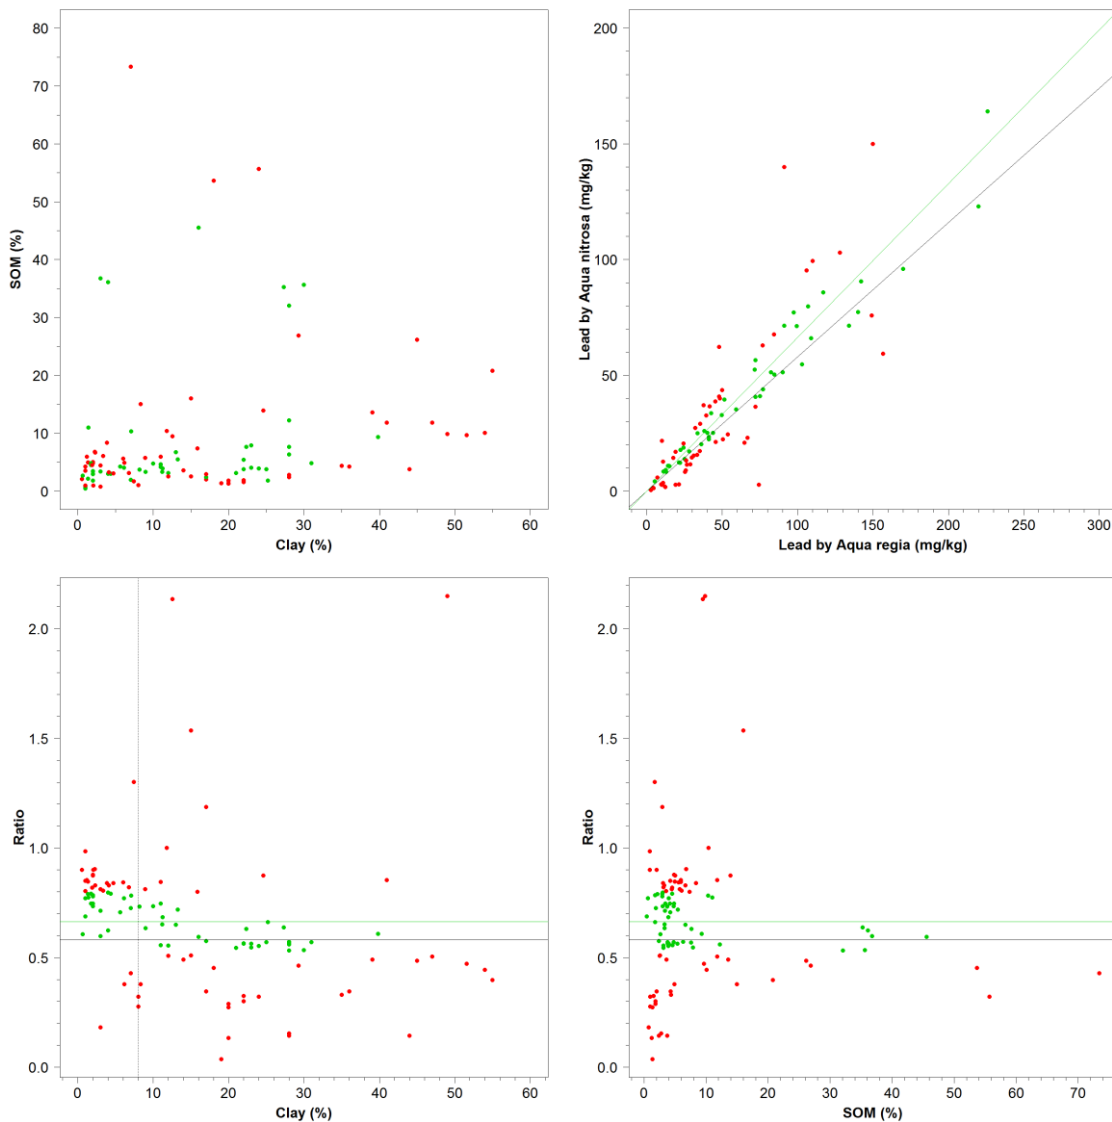 80
70
60
50
40
30
20
10
0
SOM (%)
0 10 20 30 40 50 60
Clay (%)
200
150
100
50
0
Lead by Aqua nitrosa (mg/kg)
0 50 100 150 200 250 300
Lead by Aqua regia (mg/kg)
2.0
1.5
1.0
0.5
0.0
Ratio
0 10 20 30 40 50 60
Clay (%)
2.0
1.5
1.0
0.5
0.0
Ratio
0 10 20 30 40 50 60 70
SOM (%)